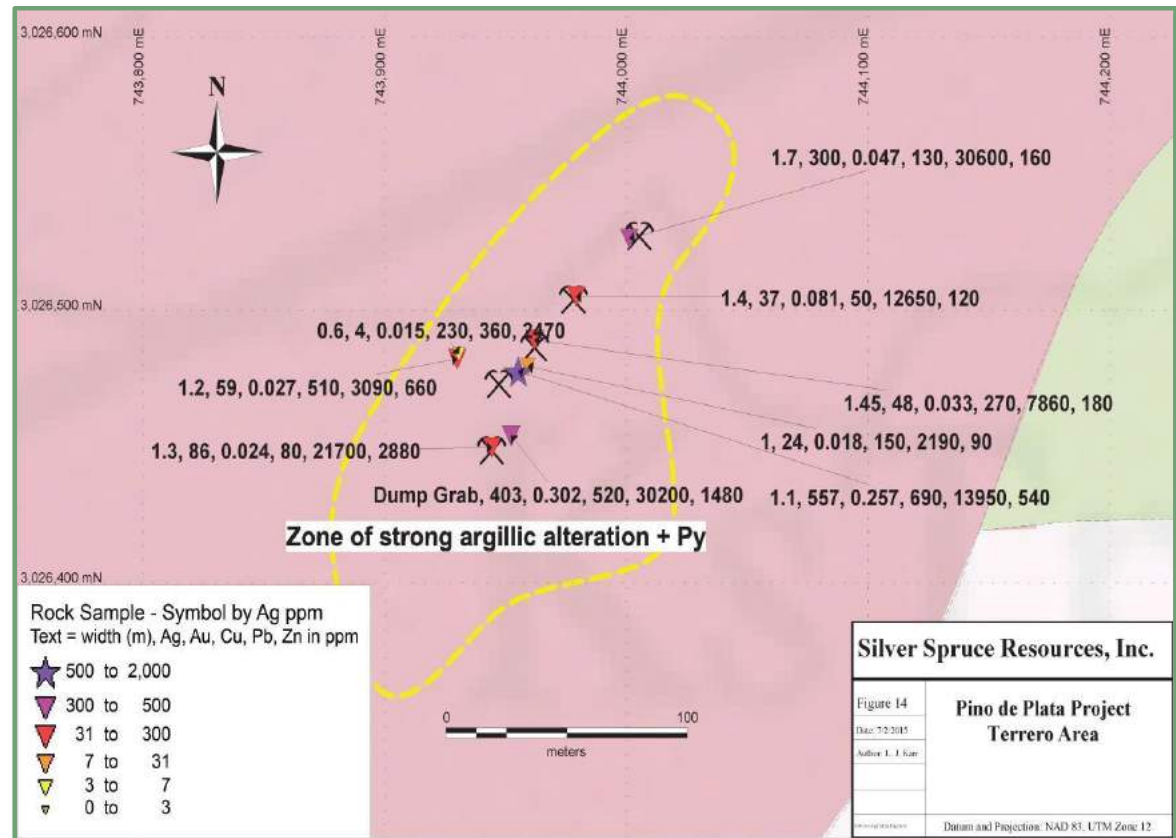 3,026,600 mN
743,800 mE
743,900 mE
744,000 mE
744,100 mE
744,200 mE
N
1.7, 300, 0.047, 130, 30600, 160
3,026,500 mN
1.4, 37, 0.081, 50, 12650, 120
0.6, 4, 0.015, 230, 360, 2470
1.2, 59, 0.027, 510, 3090, 660
1.45, 48, 0.033, 270, 7860, 180
1, 24, 0.018, 150, 2190, 90
1.3, 86, 0.024, 80, 21700, 2880
Dump Grab, 403, 0.302, 520, 30200, 1480
1.1, 557, 0.257, 690, 13950, 540
Zone of strong argillic alteration + Py
3,026,400 mN
Rock Sample - Symbol by Ag ppm
Text = width (m), Ag, Au, Cu, Pb, Zn in ppm
500 to 2,000
300 to 500
31 to 300
7 to 31
3 to 7
0 to 3
0 100
meters
Silver Spruce Resources, Inc.
Figure 14
Date: 7/2/2015
Author: L. J. Karr
Pino de Plata Project
Terrero Area
Datum and Projection: NAD 83, UTM Zone 12